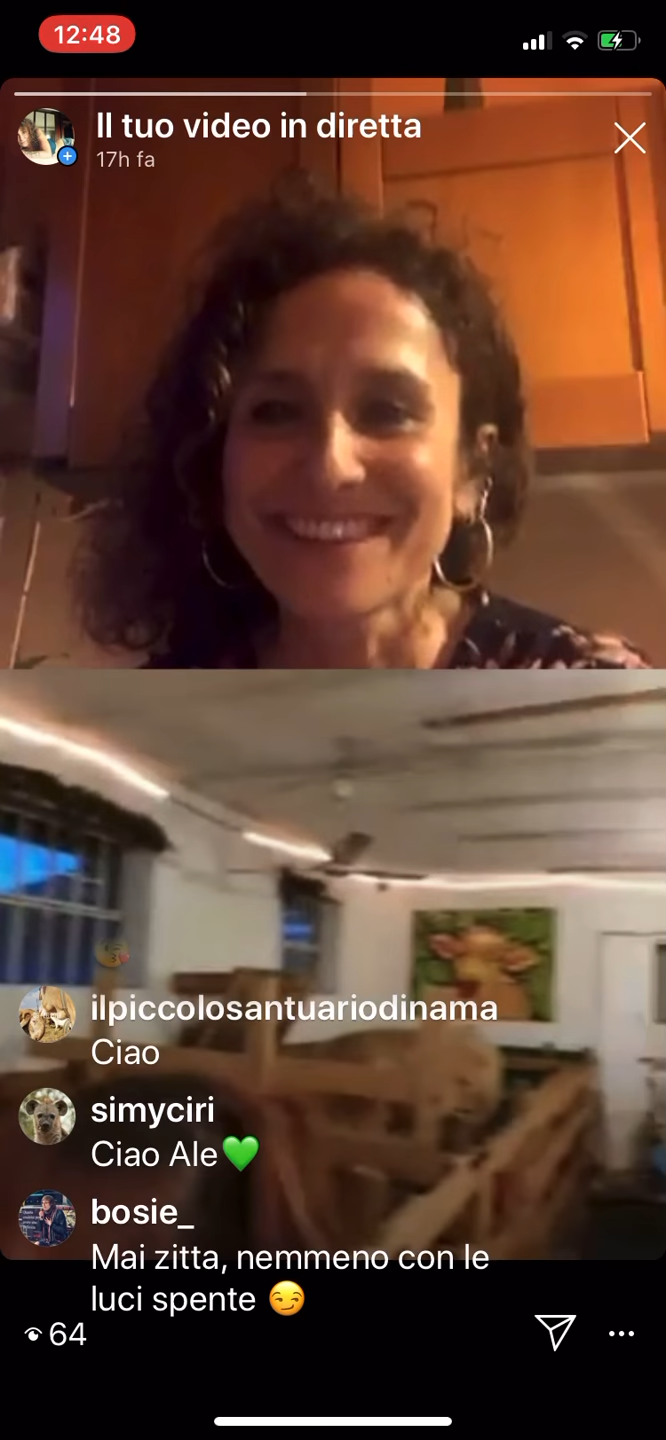 12:48
Il tuo video in diretta
17h fa
ilpiccolosantuariodinama
Ciao
simyciri
Ciao Ale💚
bosie_
Mai zitta, nemmeno con le
luci spente 😏
64